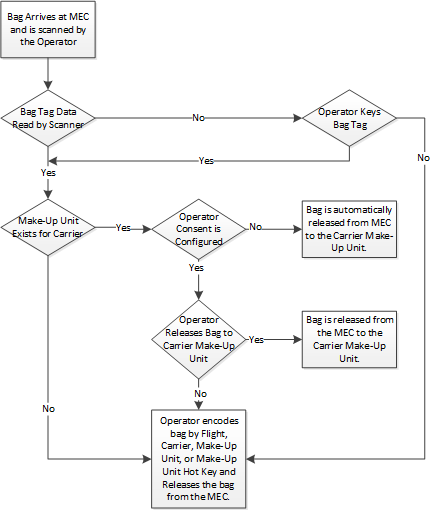 Bag Arrives at MEC
and is scanned by
the Operator
Bag Tag Data
Read by Scanner
No
Operator Keys
Bag Tag
No
Yes
Yes
Make-Up Unit
Exists for Carrier
Yes
Operator
Consent is
Configured
No
Bag is automatically
released from MEC
to the Carrier Make-
Up Unit.
Yes
Operator
Releases Bag to
Carrier Make-Up
Unit
Yes
Bag is released from
the MEC to the
Carrier Make-Up
Unit.
No
No
Operator encodes
bag by Flight,
Carrier, Make-Up
Unit, or Make-Up
Unit Hot Key and
Releases the bag
from the MEC.